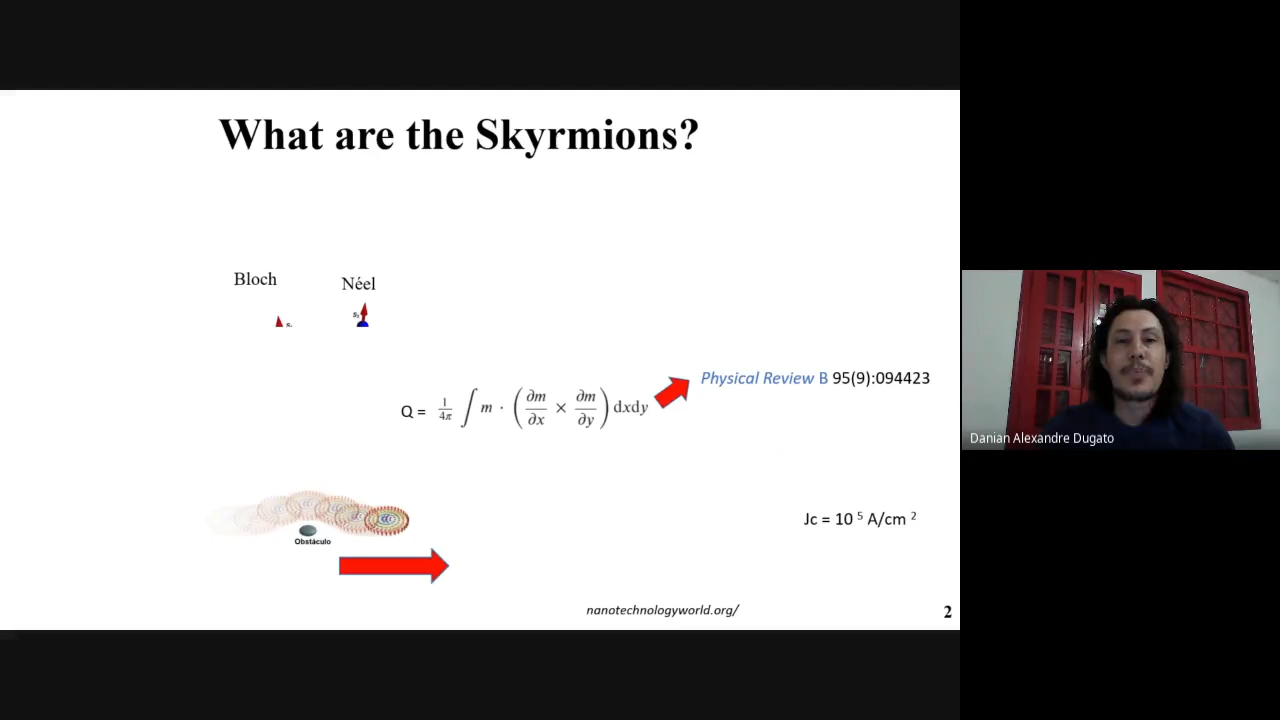 What are the Skyrmions?
Bloch
Néel
Physical Review B 95(9):094423
Q = 1/4π ∫ m · (∂m/∂x × ∂m/∂y) dxdy
Danian Alexandre Dugato
Obstáculo
Jc = 10 5 A/cm 2
nanotechnologyworld.org/
2